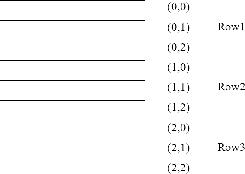 (0,0)
(0,1) Row1
(0,2)
(1,0)
(1,1) Row2
(1,2)
(2,0)
(2,1) Row3
(2,2)